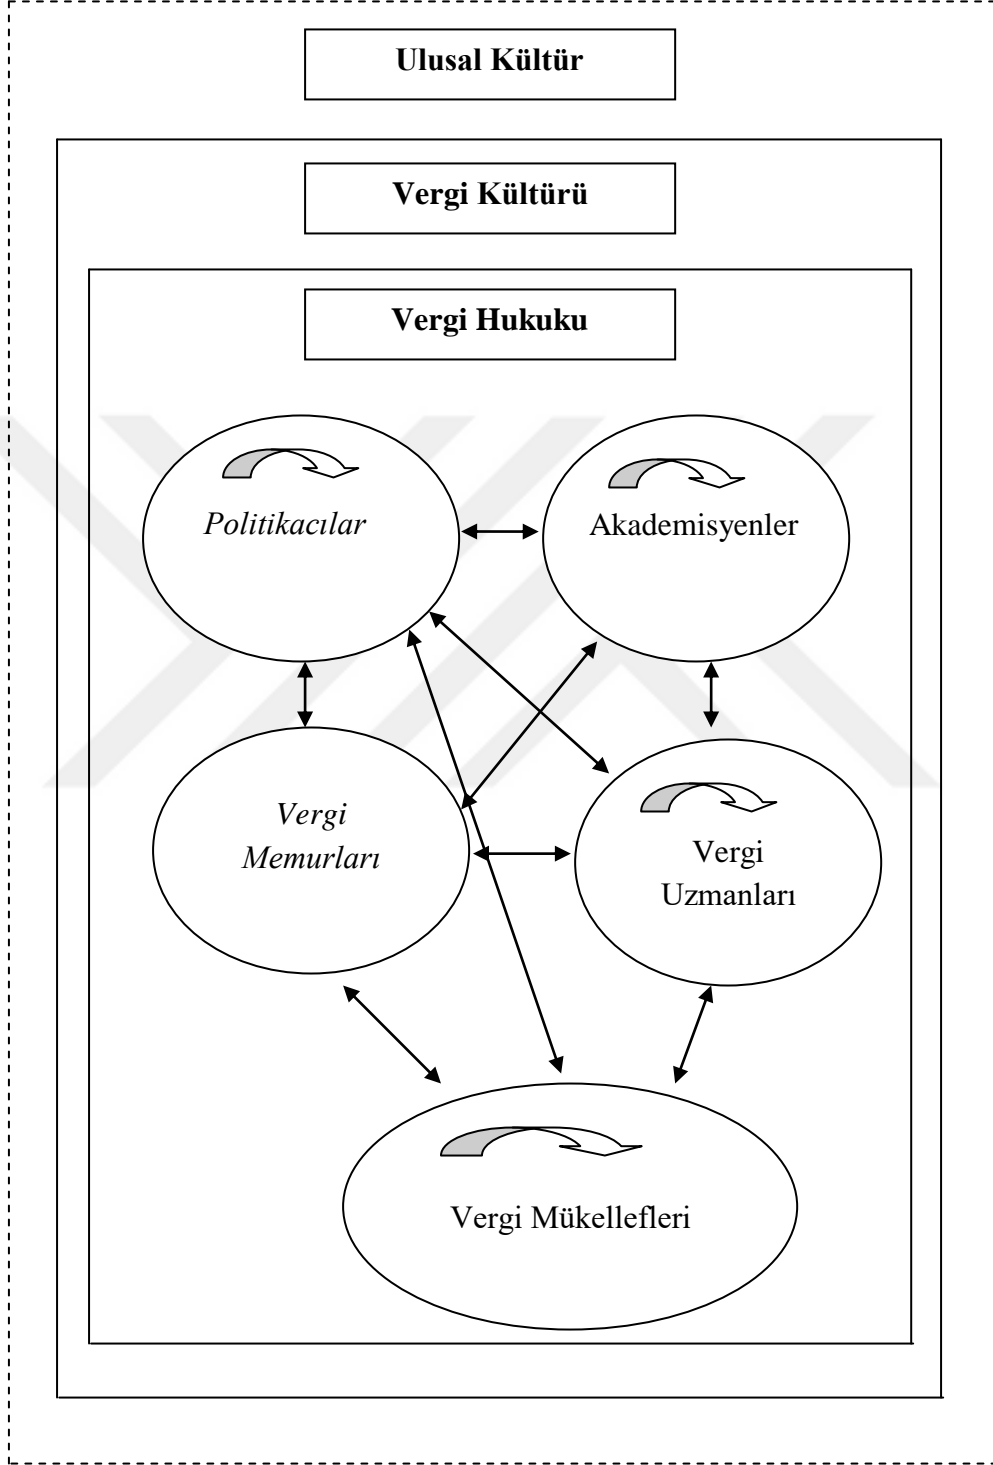 Ulusal Kültür
Vergi Kültürü
Vergi Hukuku
Politikacılar
Akademisyenler
Vergi
Memurları
Vergi
Uzmanları
Vergi Mükellefleri